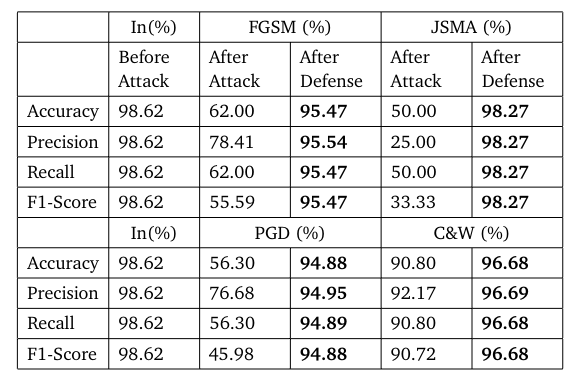 In(%) FGSM (%) JSMA (%)
Before After After After After
Attack Attack Defense Attack Defense
Accuracy 98.62 62.00 95.47 50.00 98.27
Precision 98.62 78.41 95.54 25.00 98.27
Recall 98.62 62.00 95.47 50.00 98.27
F1-Score 98.62 55.59 95.47 33.33 98.27
In(%) PGD (%) C&W (%)
Accuracy 98.62 56.30 94.88 90.80 96.68
Precision 98.62 76.68 94.95 92.17 96.69
Recall 98.62 56.30 94.89 90.80 96.68
F1-Score 98.62 45.98 94.88 90.72 96.68